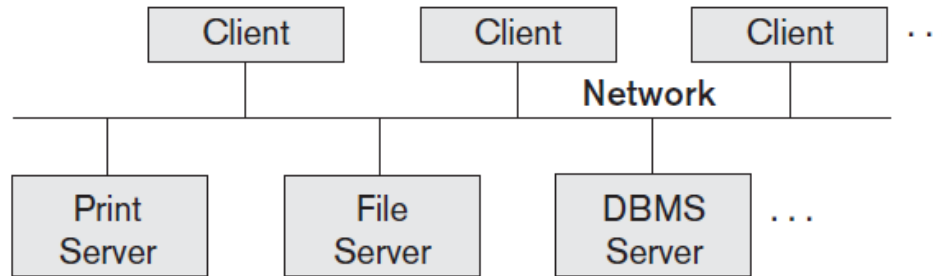 Client Client Client . .
Network
Print File DBMS . . .
Server Server Server